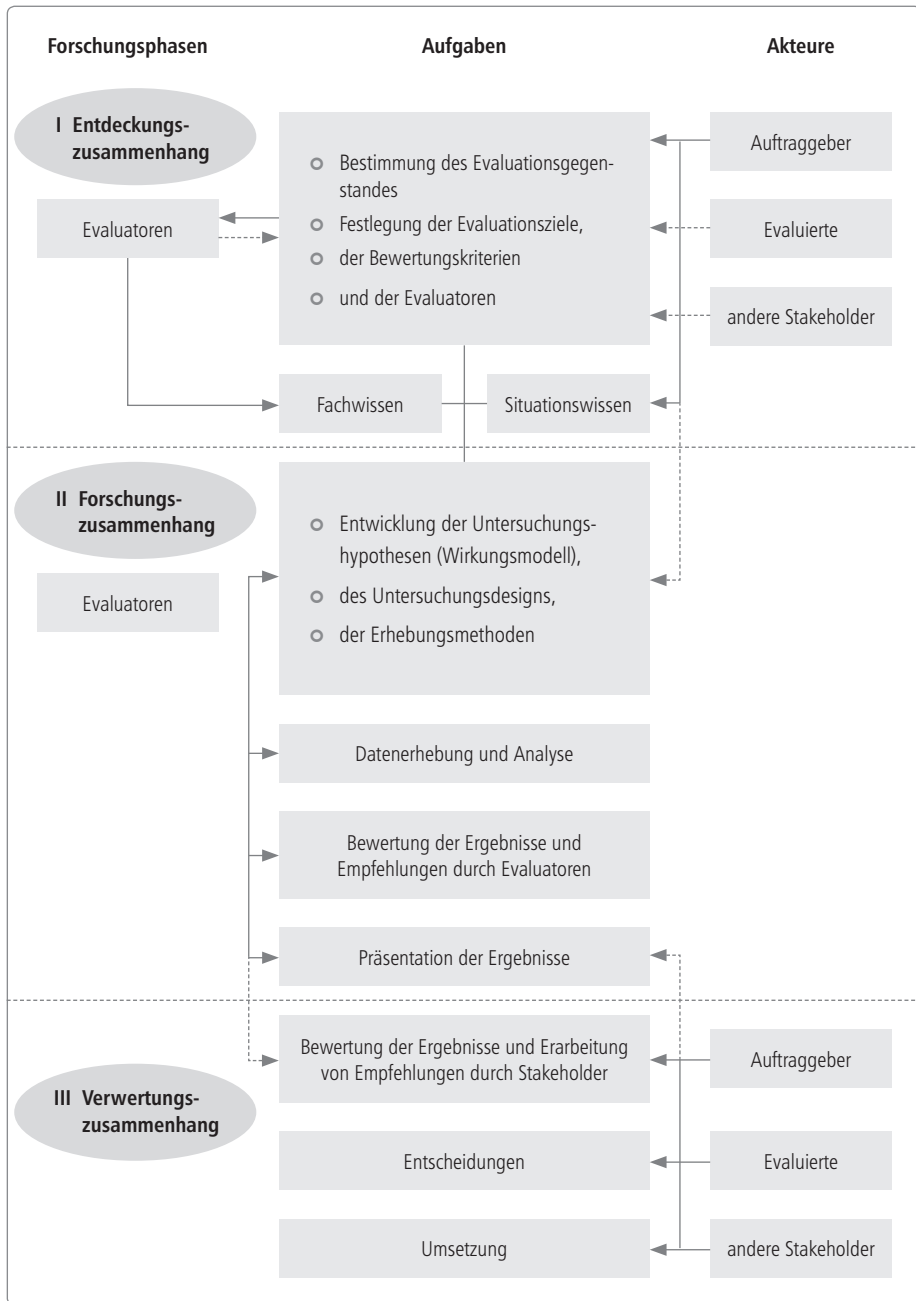 Forschungsphasen
Aufgaben
Akteure
I Entdeckungs-
zusammenhang
Evaluatoren
Bestimmung des Evaluationsgegen-
standes
Festlegung der Evaluationsziele,
der Bewertungskriterien
und der Evaluatoren
Auftraggeber
Evaluierte
andere Stakeholder
Fachwissen
Situationswissen
II Forschungs-
zusammenhang
Evaluatoren
Entwicklung der Untersuchungs-
hypothesen (Wirkungsmodell),
des Untersuchungsdesigns,
der Erhebungsmethoden
Datenerhebung und Analyse
Bewertung der Ergebnisse und
Empfehlungen durch Evaluatoren
Präsentation der Ergebnisse
III Verwertungs-
zusammenhang
Bewertung der Ergebnisse und Erarbeitung
von Empfehlungen durch Stakeholder
Entscheidungen
Umsetzung
Auftraggeber
Evaluierte
andere Stakeholder